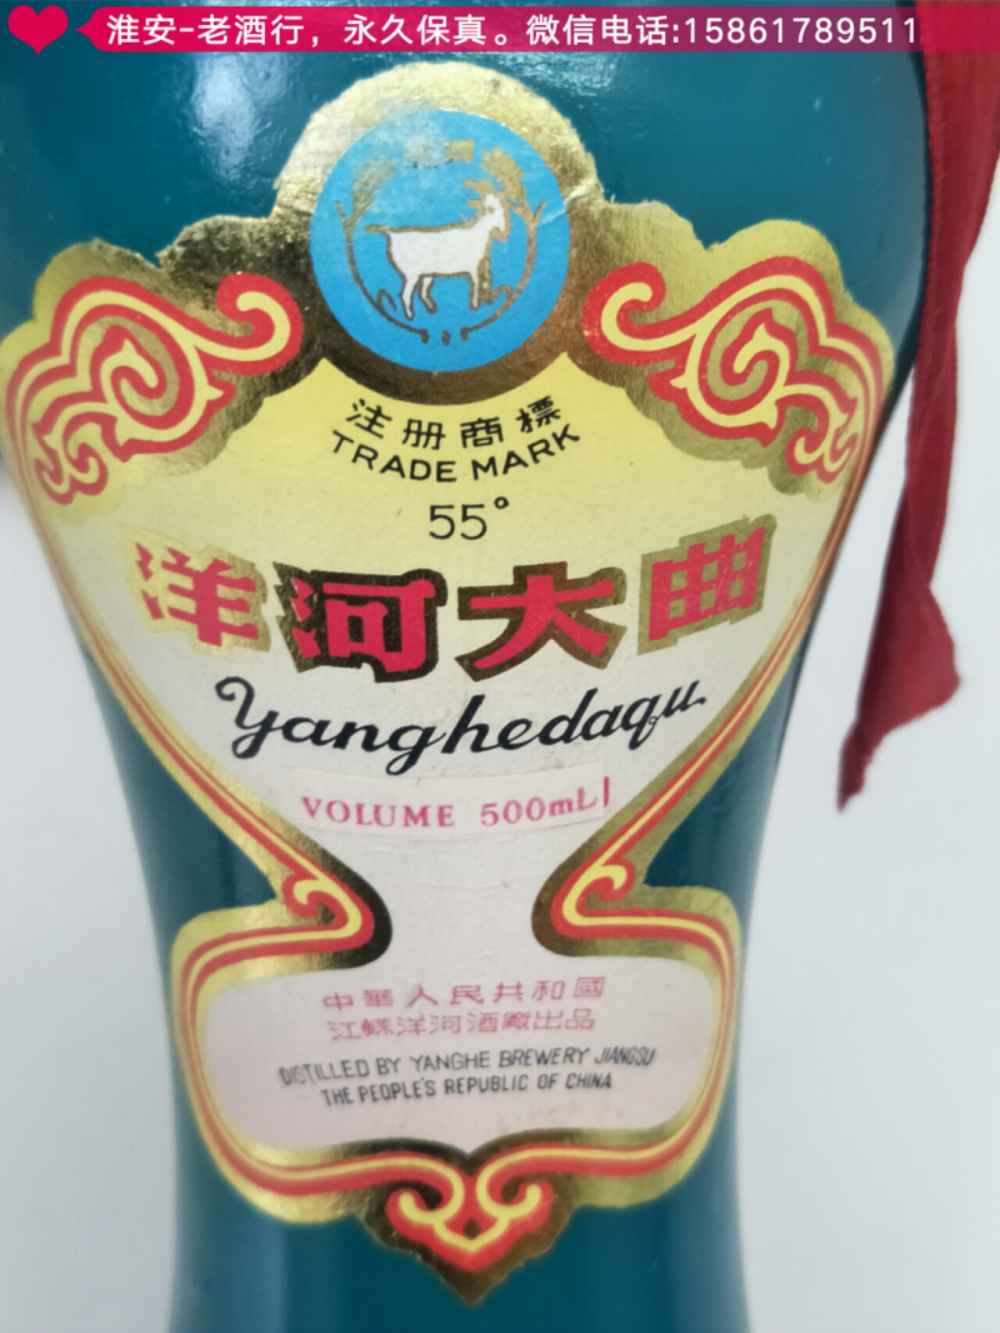 淮安-老酒行，永久保真。微信电话:15861789511
注册商標
TRADE MARK
55°
洋河大曲
Yanghedaqu.
VOLUME 500mL
中華人民共和國
江蘇洋河酒廠出品
DISTILLED BY YANGHE BREWERY JIANGSU
THE PEOPLE'S REPUBLIC OF CHINA